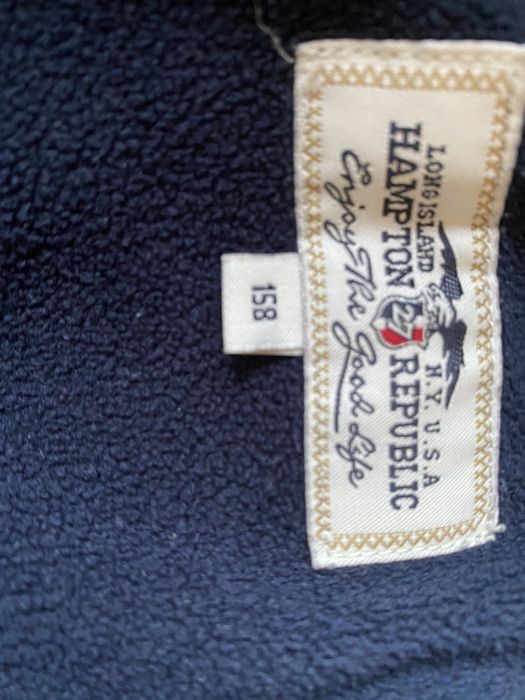 LONG ISLAND N.Y. U.S.A
HAMPTON 27 REPUBLIC
Enjoy The Good Life
158